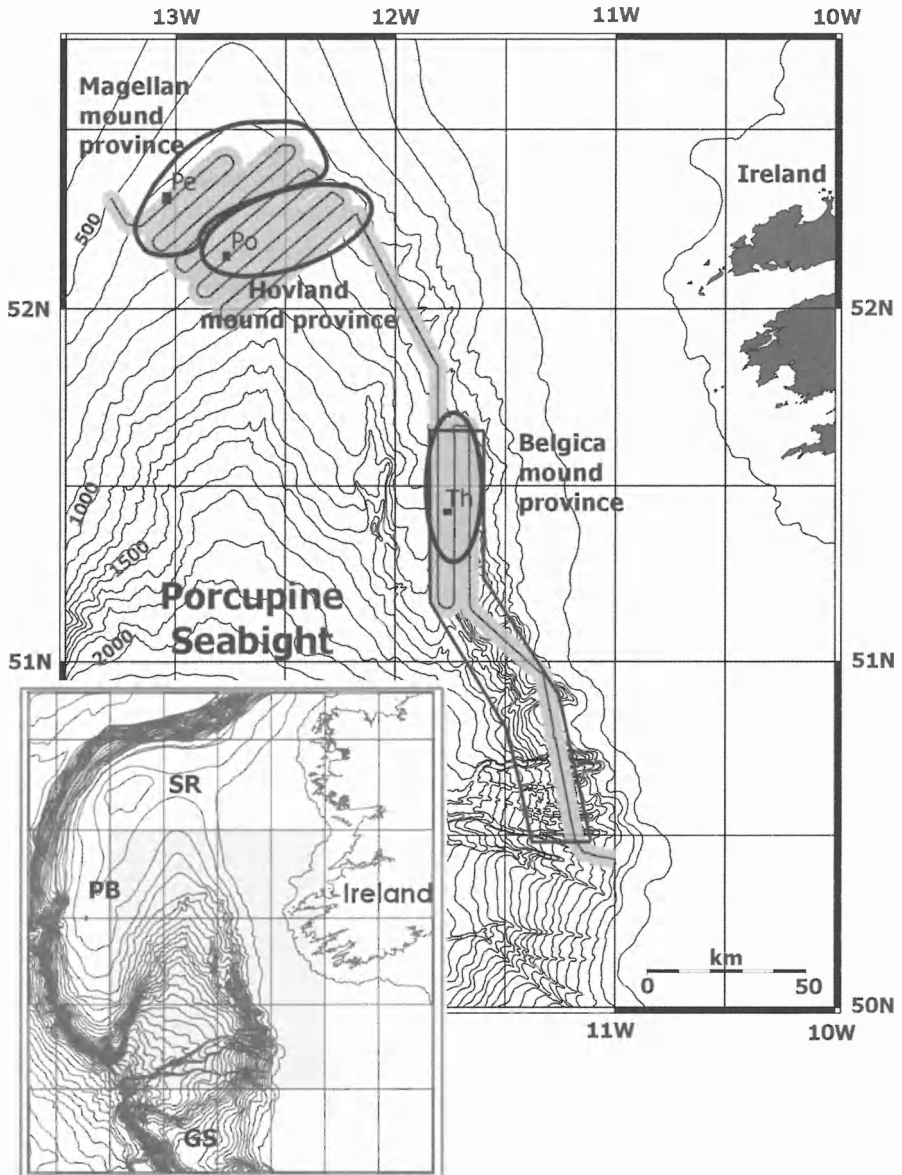 13W 12W 11W 10W
Magellan
mound
province
Pe
Ireland
500
Po
Hovland
mound province
52N 52N
Belgica
mound
province
Th
1000
1500
Porcupine
Seabight
2000
51N 51N
SR
PB
Ireland
GS
km
0 50
50N
11W 10W